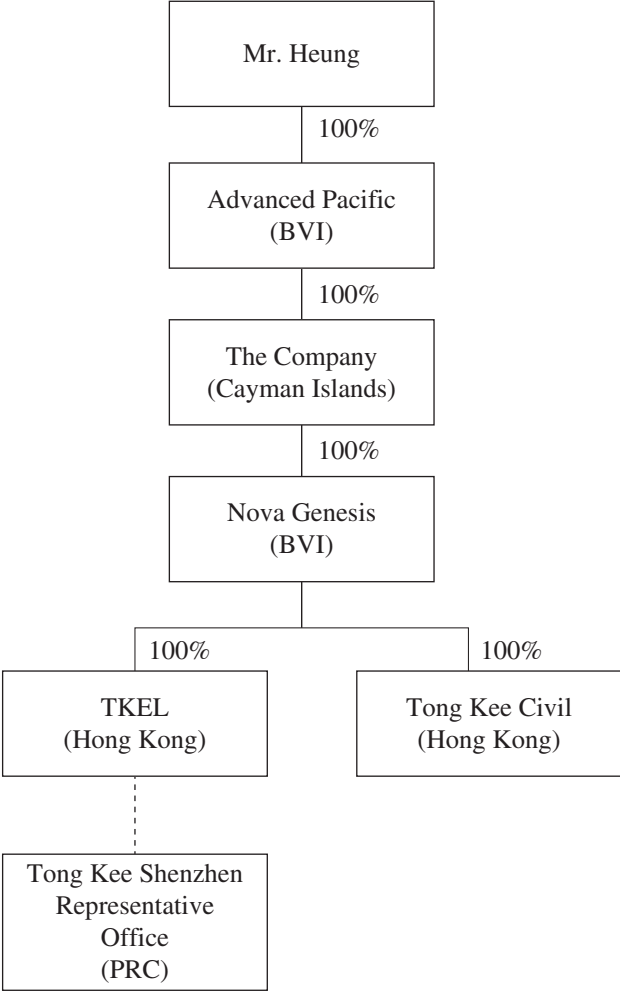 Mr. Heung
100%
Advanced Pacific
(BVI)
100%
The Company
(Cayman Islands)
100%
Nova Genesis
(BVI)
100%
100%
TKEL
(Hong Kong)
Tong Kee Civil
(Hong Kong)
Tong Kee Shenzhen
Representative
Office
(PRC)